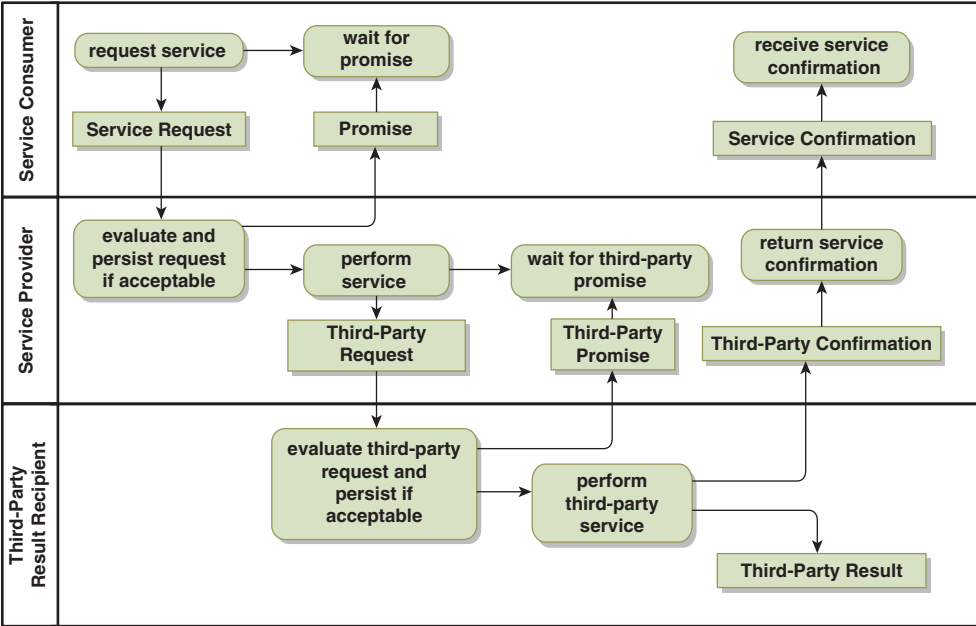 Service Consumer
request service
wait for
promise
Service Request
Promise
receive service
confirmation
Service Confirmation
Service Provider
evaluate and
persist request
if acceptable
perform
service
Third-Party
Request
wait for third-party
promise
Third-Party
Promise
return service
confirmation
Third-Party Confirmation
Third-Party
Result Recipient
evaluate third-party
request and
persist if
acceptable
perform
third-party
service
Third-Party Result